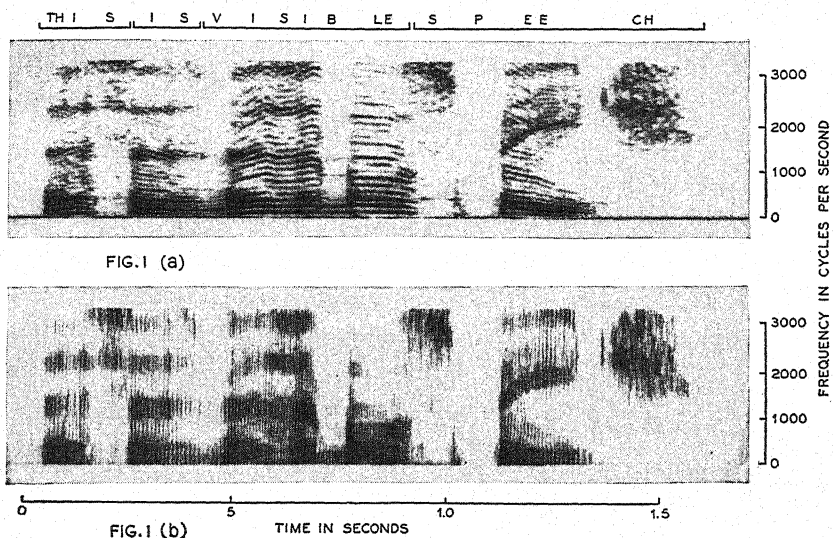 TH I S I S V I S I B LE S P EE CH
3000
2000
1000
0
FIG.1 (a)
3000
2000
1000
0
FREQUENCY IN CYCLES PER SECOND
0 5 1.0 1.5
FIG.1 (b) TIME IN SECONDS